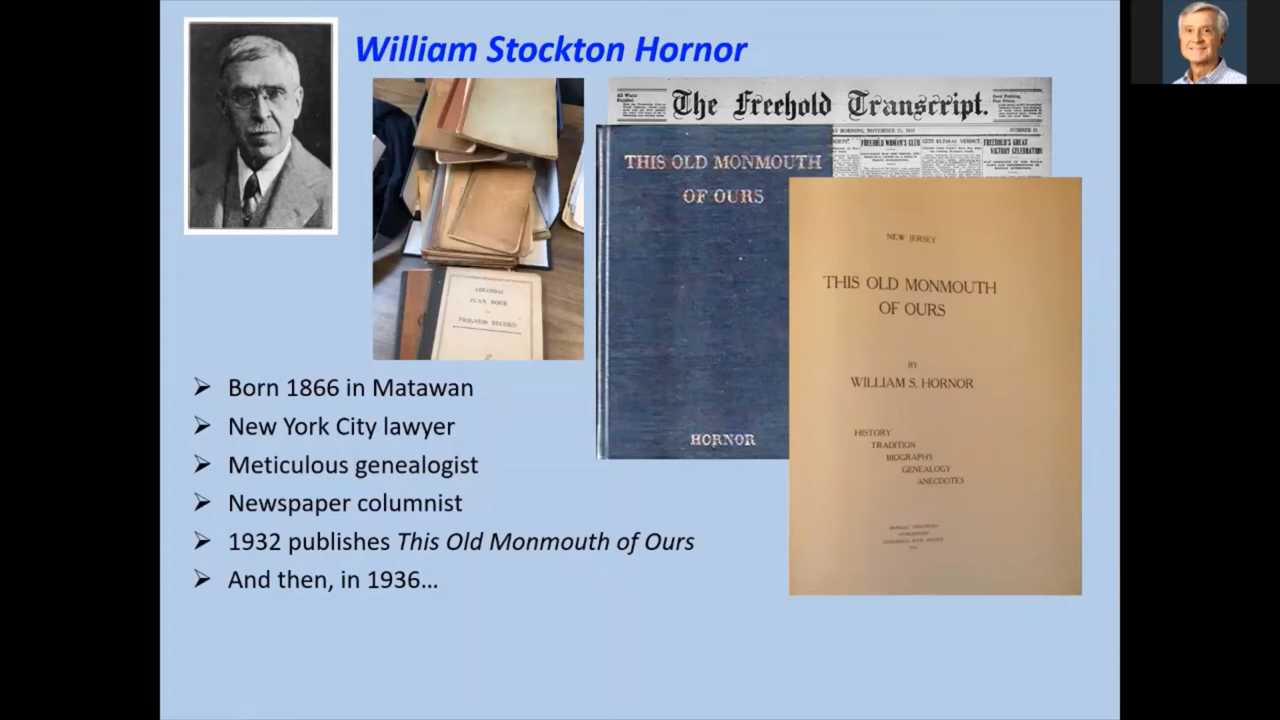 William Stockton Hornor
The Freehold Transcript.
NUMBER 21
FREEHOLD WOMAN'S CLUB
FREEHOLD'S GREAT
VICTORY CELEBRATION
THIS OLD MONMOUTH
OF OURS
HORNOR
NEW JERSEY
THIS OLD MONMOUTH
OF OURS
BY
WILLIAM S. HORNOR
HISTORY
TRADITION
BIOGRAPHY
GENEALOGY
ANECDOTES
PLAN BOOK
PROGRESS RECORD
➢ Born 1866 in Matawan
➢ New York City lawyer
➢ Meticulous genealogist
➢ Newspaper columnist
➢ 1932 publishes This Old Monmouth of Ours
➢ And then, in 1936...